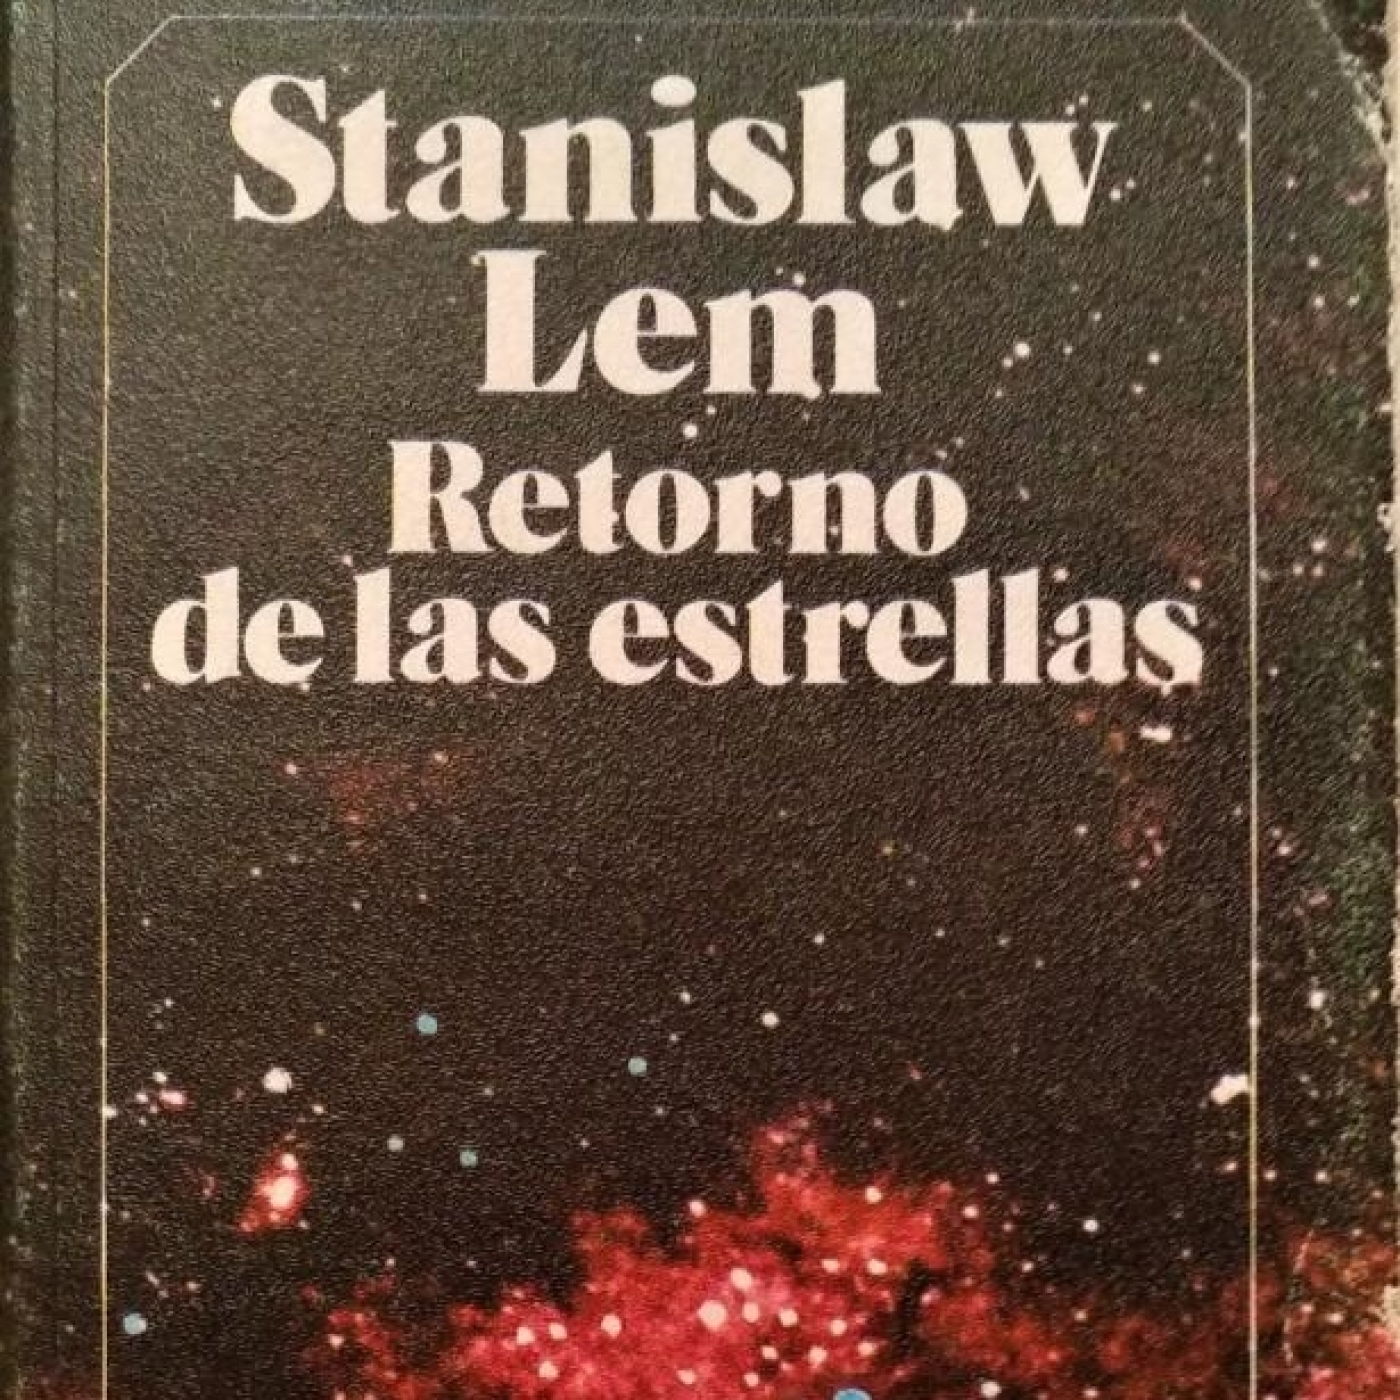 Stanislaw
Lem
Retorno
de las estrellas